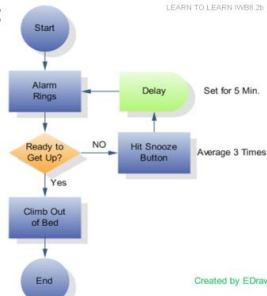 LEARN TO LEARN IWB8.2b
Start
Alarm
Rings
Delay
Set for 5 Min.
Ready to
Get Up?
NO
Hit Snooze
Button
Average 3 Times
Yes
Climb Out
of Bed
End
Created by EDraw